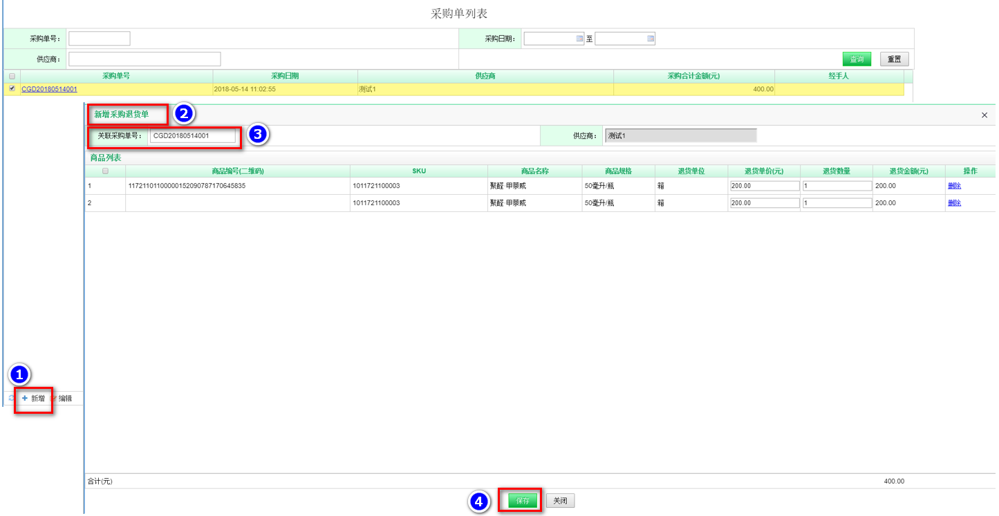 采购单列表
采购单号： 采购日期： 至
供应商： 查询 重置
采购单号 采购日期 供应商 采购合计金额(元) 经手人
CGD20180514001 2018-05-14 11:02:55 测试1 400.00
新增采购退货单 2 ×
关联采购单号： CGD20180514001 3 供应商： 测试1
商品列表
商品编号(二维码) SKU 商品名称 商品规格 退货单位 退货单价(元) 退货数量 退货金额(元) 操作
1 11721101100000152090787170645835 1011721100003 聚醛·甲萘威 50毫升/瓶 箱 200.00 1 200.00 删除
2 1011721100003 聚醛·甲萘威 50毫升/瓶 箱 200.00 1 200.00 删除
1
新增 编辑
合计(元) 400.00
4 保存 关闭